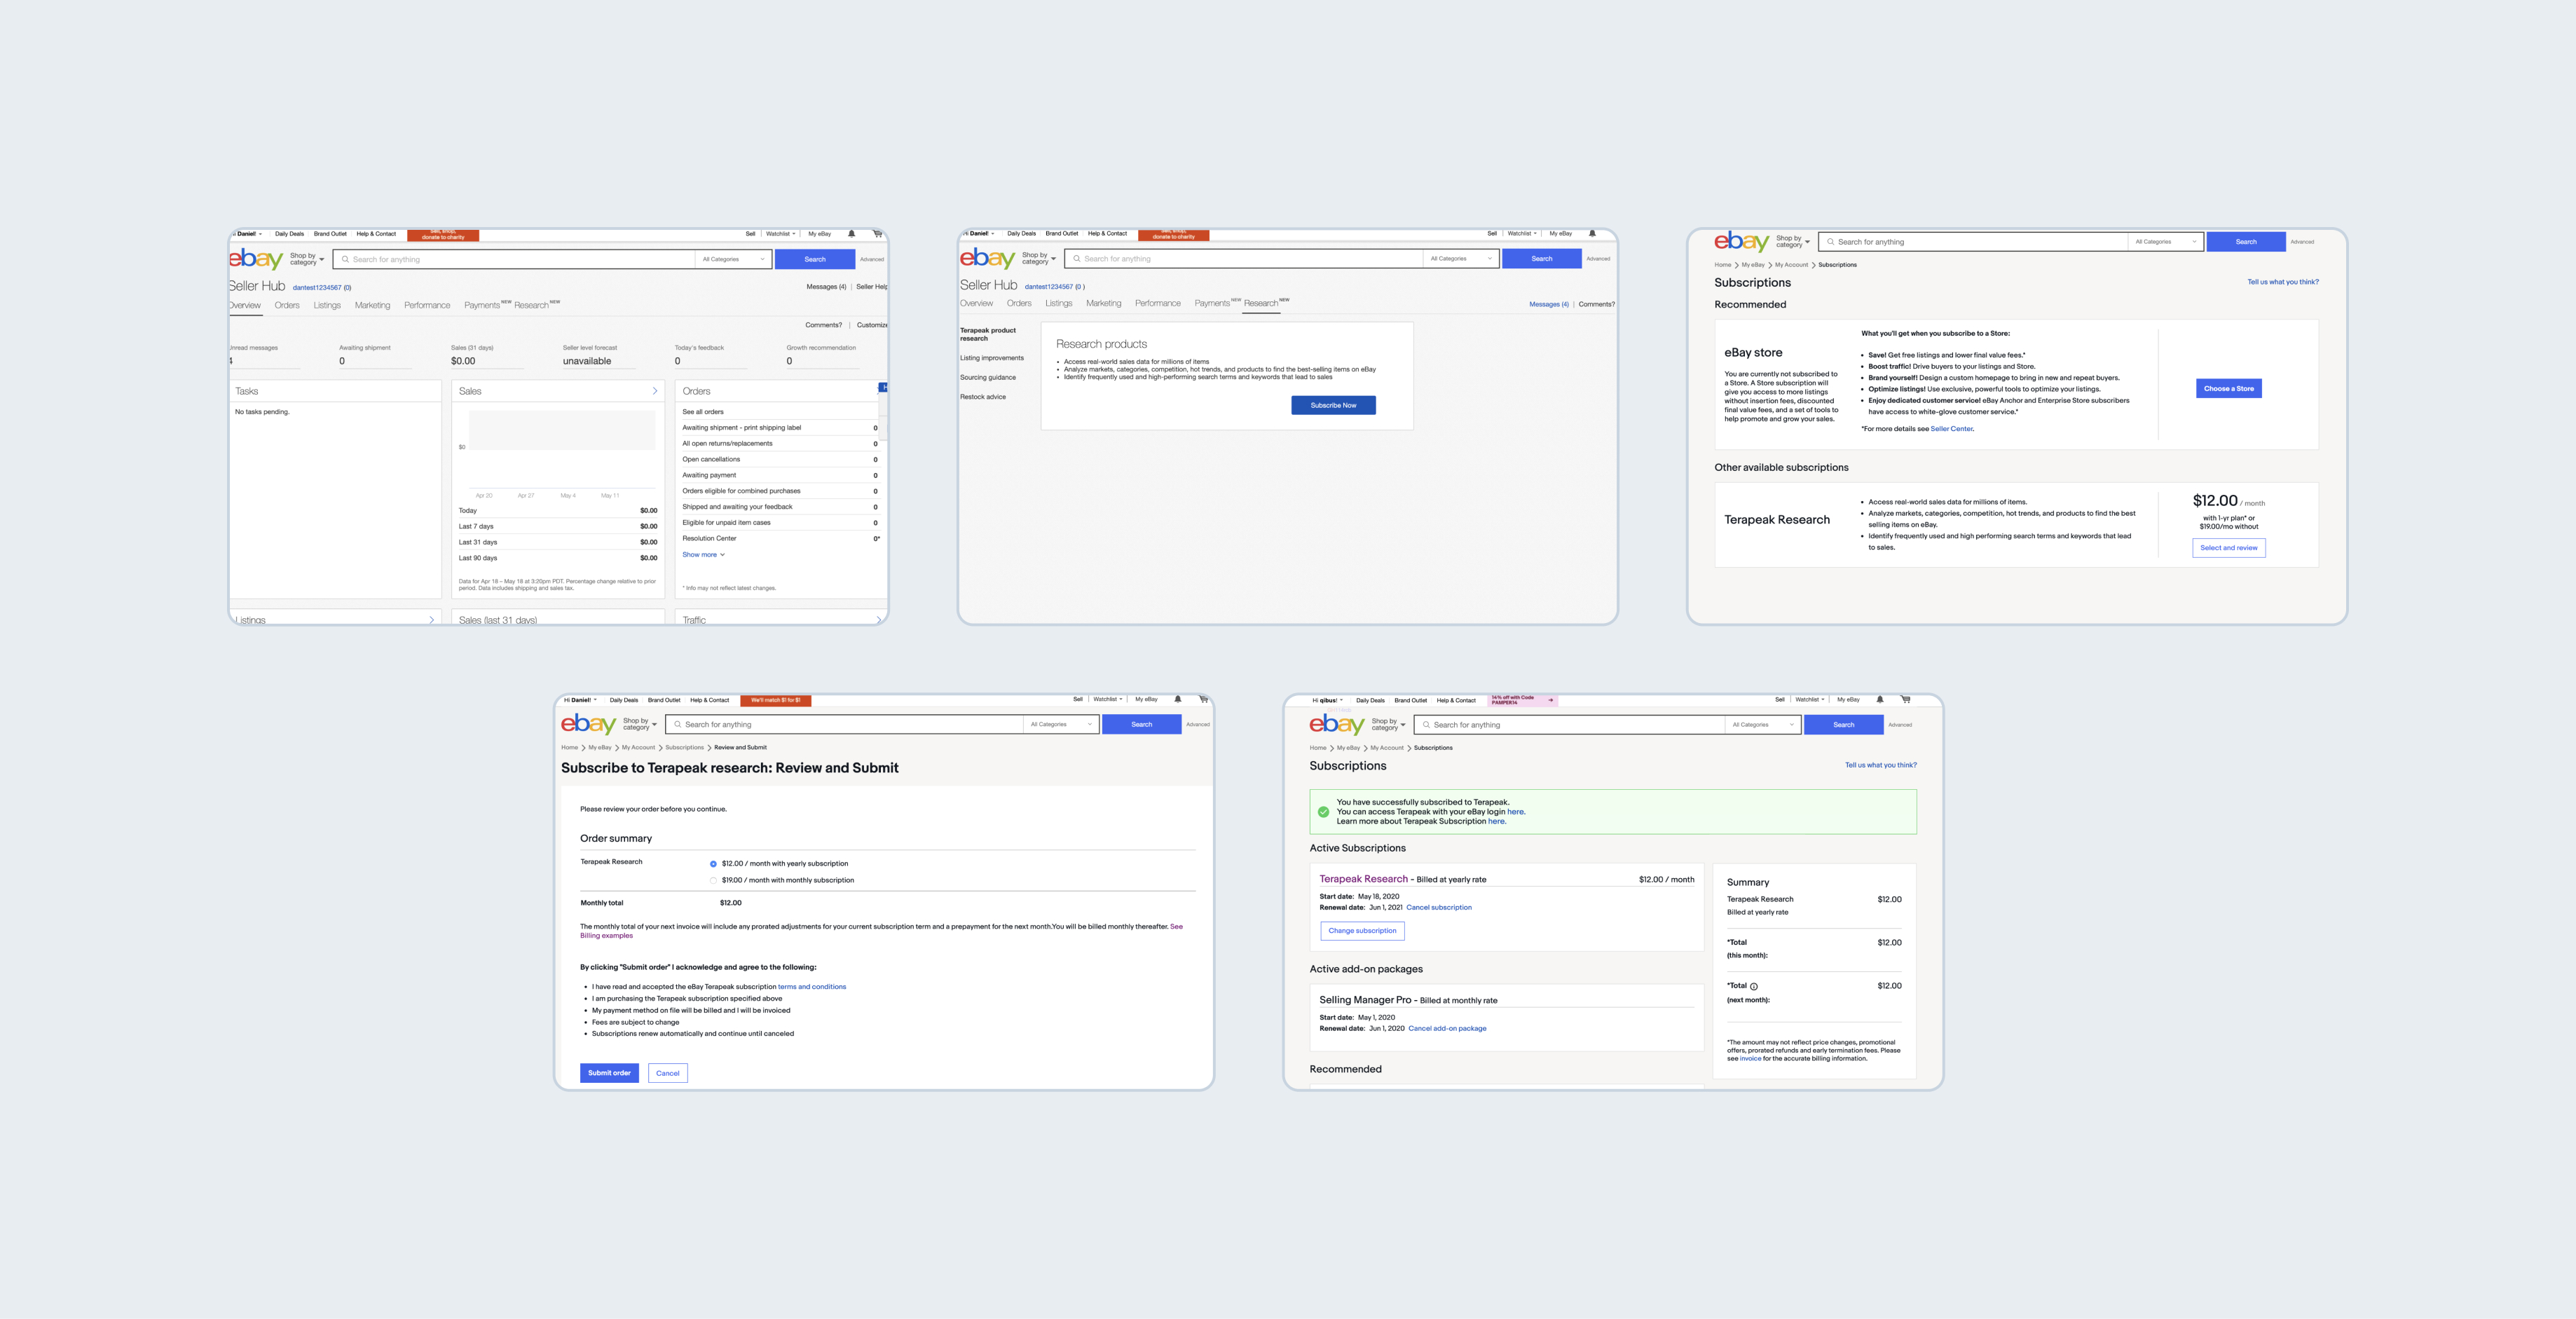 Daniel!
Daily Deals
Brand Outlet
Help & Contact
donate to charity
Sell
Watchlist
My eBay
ebay
Shop by
category
Search for anything
All Categories
Search
Advanced
Seller Hub
dantest1234567 (0)
Messages (4) | Seller Help
Overview
Orders
Listings
Marketing
Performance
Payments NEW
Research NEW
Comments? | Customize
Unread messages
Awaiting shipment
Sales (31 days)
Seller level forecast
Today's feedback
Growth recommendation
4
0
$0.00
unavailable
0
0
Tasks
No tasks pending.
Sales
$0
Apr 20
Apr 27
May 4
May 11
Today $0.00
Last 7 days $0.00
Last 31 days $0.00
Last 90 days $0.00
Data for Apr 18 – May 18 at 3:20pm PDT. Percentage change relative to prior
period. Data includes shipping and sales tax.
Orders
H
See all orders
Awaiting shipment - print shipping label 0
All open returns/replacements 0
Open cancellations 0
Awaiting payment 0
Orders eligible for combined purchases 0
Shipped and awaiting your feedback 0
Eligible for unpaid item cases 0
Resolution Center 0*
Show more
* Info may not reflect latest changes.
Listings
Sales (last 31 days)
Traffic
Hi Daniel!
Daily Deals
Brand Outlet
Help & Contact
donate to charity
Sell
Watchlist
My eBay
ebay
Shop by
category
Search for anything
All Categories
Search
Advanced
Seller Hub
dantest1234567 (0 )
Overview
Orders
Listings
Marketing
Performance
Payments NEW
Research NEW
Messages (4) | Comments?
Terapeak product
research
Listing improvements
Sourcing guidance
Restock advice
Research products
• Access real-world sales data for millions of items
• Analyze markets, categories, competition, hot trends, and products to find the best-selling items on eBay
• Identify frequently used and high-performing search terms and keywords that lead to sales
Subscribe Now
ebay
Shop by
category
Search for anything
All Categories
Search
Advanced
Home > My eBay > My Account > Subscriptions
Subscriptions
Tell us what you think?
Recommended
eBay store
You are currently not subscribed to
a Store. A Store subscription will
give you access to more listings
without insertion fees, discounted
final value fees, and a set of tools to
help promote and grow your sales.
What you'll get when you subscribe to a Store:
• Save! Get free listings and lower final value fees.*
• Boost traffic! Drive buyers to your listings and Store.
• Brand yourself! Design a custom homepage to bring in new and repeat buyers.
• Optimize listings! Use exclusive, powerful tools to optimize your listings.
• Enjoy dedicated customer service! eBay Anchor and Enterprise Store subscribers
have access to white-glove customer service.*
*For more details see Seller Center.
Choose a Store
Other available subscriptions
Terapeak Research
• Access real-world sales data for millions of items.
• Analyze markets, categories, competition, hot trends, and products to find the best
selling items on eBay.
• Identify frequently used and high performing search terms and keywords that lead
to sales.
$12.00 / month
with 1-yr plan* or
$19.00/mo without
Select and review
Hi Daniel!
Daily Deals
Brand Outlet
Help & Contact
We'll match $1 for $1
Sell
Watchlist
My eBay
ebay
Shop by
category
Search for anything
All Categories
Search
Advanced
Home > My eBay > My Account > Subscriptions > Review and Submit
Subscribe to Terapeak research: Review and Submit
Please review your order before you continue.
Order summary
Terapeak Research
$12.00 / month with yearly subscription
$19.00 / month with monthly subscription
Monthly total $12.00
The monthly total of your next invoice will include any prorated adjustments for your current subscription term and a prepayment for the next month.You will be billed monthly thereafter. See
Billing examples
By clicking "Submit order" I acknowledge and agree to the following:
• I have read and accepted the eBay Terapeak subscription terms and conditions
• I am purchasing the Terapeak subscription specified above
• My payment method on file will be billed and I will be invoiced
• Fees are subject to change
• Subscriptions renew automatically and continue until canceled
Submit order
Cancel
Hi qibus!
Daily Deals
Brand Outlet
Help & Contact
14% off with Code
PAMPER14
Sell
Watchlist
My eBay
ebay
Shop by
category
Search for anything
All Categories
Search
Advanced
Home > My eBay > My Account > Subscriptions
Subscriptions
Tell us what you think?
You have successfully subscribed to Terapeak.
You can access Terapeak with your eBay login here.
Learn more about Terapeak Subscription here.
Active Subscriptions
Terapeak Research - Billed at yearly rate $12.00 / month
Start date: May 18, 2020
Renewal date: Jun 1, 2021 Cancel subscription
Change subscription
Active add-on packages
Selling Manager Pro - Billed at monthly rate
Start date: May 1, 2020
Renewal date: Jun 1, 2020 Cancel add-on package
Recommended
Summary
Terapeak Research $12.00
Billed at yearly rate
*Total $12.00
(this month):
*Total $12.00
(next month):
*The amount may not reflect price changes, promotional
offers, prorated refunds and early termination fees. Please
see invoice for the accurate billing information.